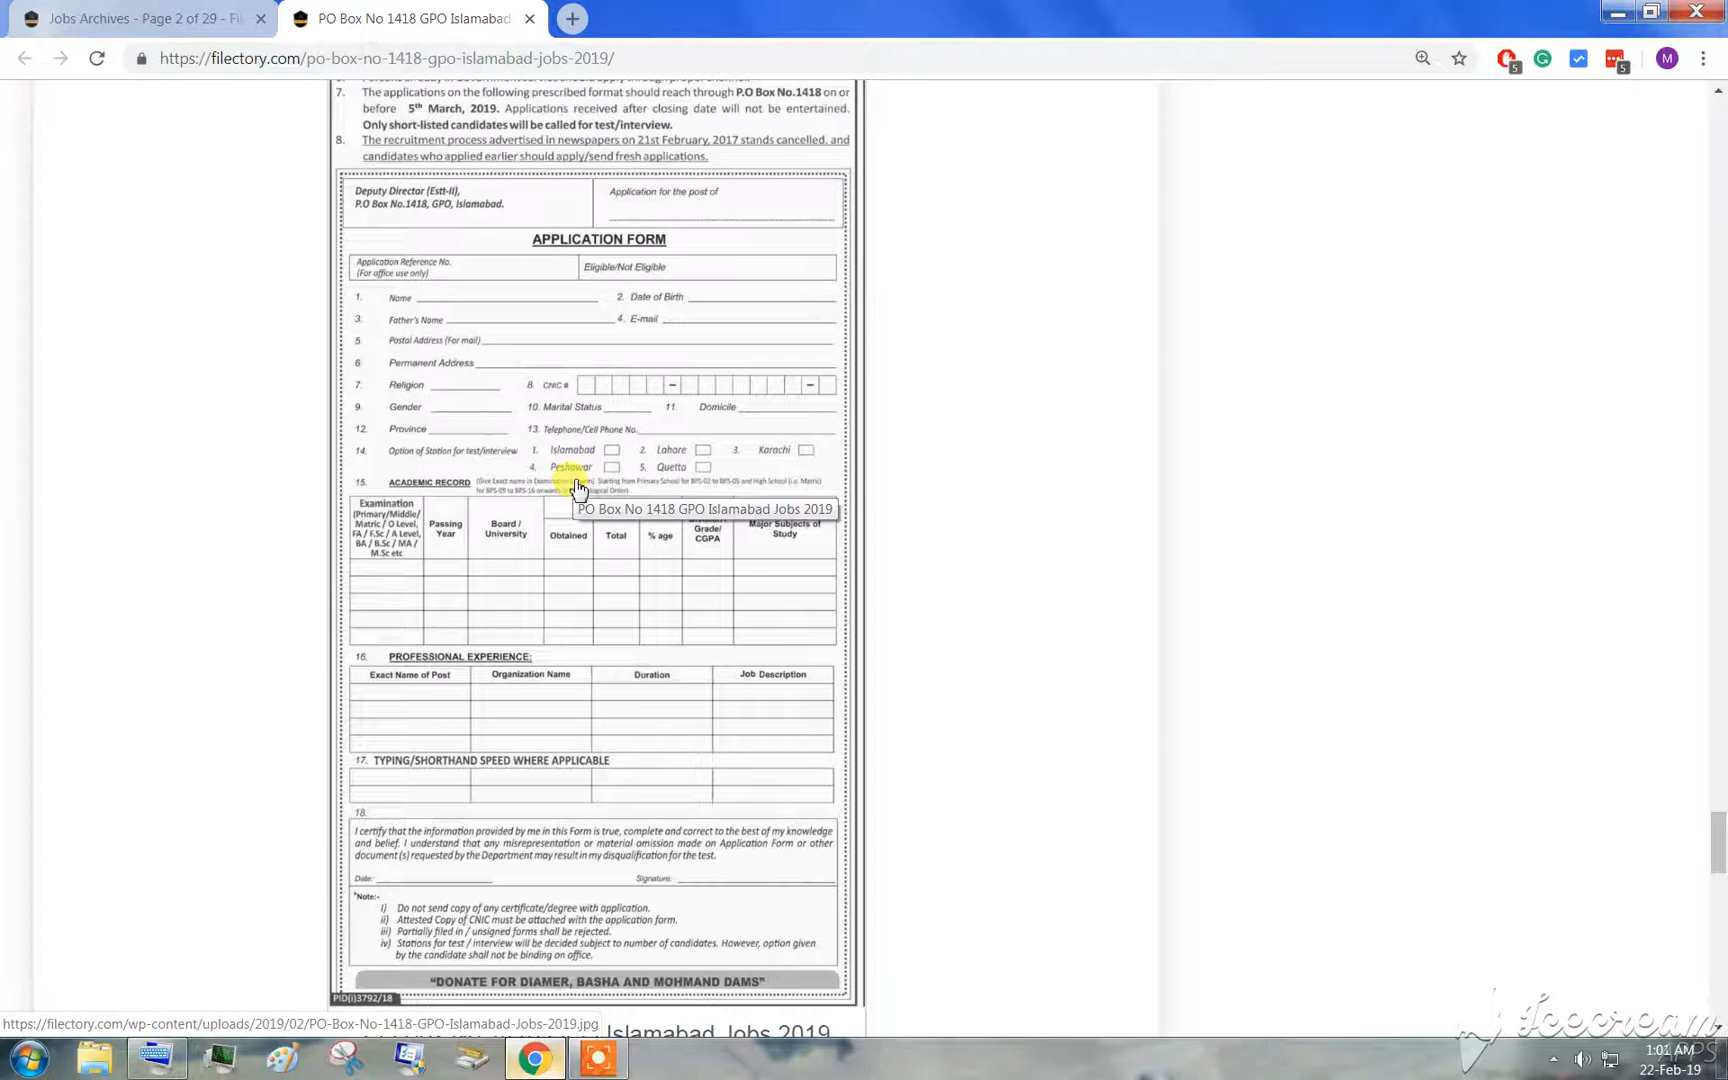 Jobs Archives - Page 2 of 29 - Fi
PO Box No 1418 GPO Islamabad
https://filectory.com/po-box-no-1418-gpo-islamabad-jobs-2019/
5
5
M
7. The applications on the following prescribed format should reach through P.O Box No.1418 on or
before 5th March, 2019. Applications received after closing date will not be entertained.
Only short-listed candidates will be called for test/interview.
8. The recruitment process advertised in newspapers on 21st February, 2017 stands cancelled. and
candidates who applied earlier should apply/send fresh applications.
Deputy Director (Estt-II),
P.O Box No.1418, GPO, Islamabad.
Application for the post of
APPLICATION FORM
Application Reference No.
(For office use only)
Eligible/Not Eligible
1. Name 2. Date of Birth
3. Father's Name 4. E-mail
5. Postal Address (For mail)
6 Permanent Address
7. Religion 8. CNIC # – –
9. Gender 10. Marital Status 11. Domicile
12. Province 13. Telephone/Cell Phone No.
14. Option of Station for test/interview 1. Islamabad 2. Lahore 3. Karachi
4. Peshawar 5. Quetta
15. ACADEMIC RECORD (Give Exact name in Examination Column). Starting from Primary School for BPS-02 to BPS-05 and High School (i.e. Matric)
for BPS-09 to BPS-16 onwards in Order).
PO Box No 1418 GPO Islamabad Jobs 2019
Examination
(Primary/Middle/
Matric / O Level,
FA / F.Sc / A Level,
BA / B.Sc / MA /
M.Sc etc
Passing
Year
Board /
University
Obtained
Total
% age
Grade/
CGPA
Major Subjects of
Study
16. PROFESSIONAL EXPERIENCE:
Exact Name of Post Organization Name Duration Job Description
17. TYPING/SHORTHAND SPEED WHERE APPLICABLE
18.
I certify that the information provided by me in this Form is true, complete and correct to the best of my knowledge
and belief. I understand that any misrepresentation or material omission made on Application Form or other
document (s) requested by the Department may result in my disqualification for the test.
Date: Signature:
*Note:-
i) Do not send copy of any certificate/degree with application.
ii) Attested Copy of CNIC must be attached with the application form.
iii) Partially filed in / unsigned forms shall be rejected.
iv) Stations for test / interview will be decided subject to number of candidates. However, option given
by the candidate shall not be binding on office.
"DONATE FOR DIAMER, BASHA AND MOHMAND DAMS"
PID(i)3792/18
https://filectory.com/wp-content/uploads/2019/02/PO-Box-No-1418-GPO-Islamabad-Jobs-2019.jpg
Islamabad Jobs 2019
Icecream
APPS
1:01 AM
22-Feb-19